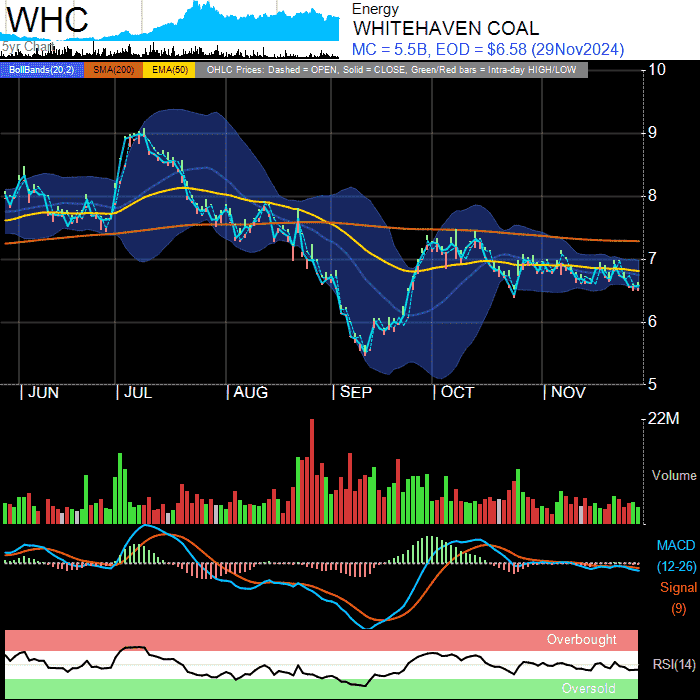 WHC
5yr Chart
Energy
WHITEHAVEN COAL
MC = 5.5B, EOD = $6.58 (29Nov2024)
BollBands(20,2) SMA(200) EMA(50) OHLC Prices: Dashed = OPEN, Solid = CLOSE, Green/Red bars = Intra-day HIGH/LOW
10
9
8
7
6
5
| JUN | JUL | AUG | SEP | OCT | NOV
22M
Volume
MACD
(12-26)
Signal
(9)
Overbought
RSI(14)
Oversold